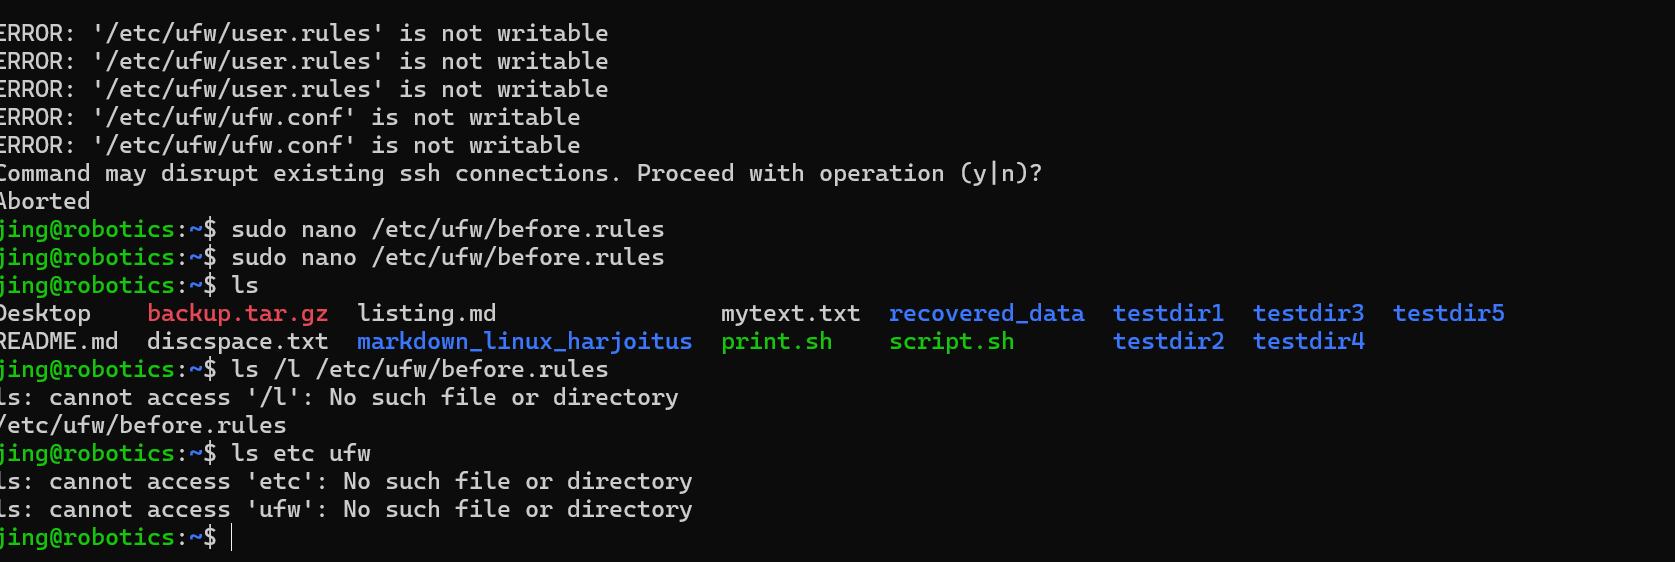 ERROR: '/etc/ufw/user.rules' is not writable
ERROR: '/etc/ufw/user.rules' is not writable
ERROR: '/etc/ufw/user.rules' is not writable
ERROR: '/etc/ufw/ufw.conf' is not writable
ERROR: '/etc/ufw/ufw.conf' is not writable
Command may disrupt existing ssh connections. Proceed with operation (y|n)?
Aborted
jing@robotics:~$ sudo nano /etc/ufw/before.rules
jing@robotics:~$ sudo nano /etc/ufw/before.rules
jing@robotics:~$ ls
Desktop    backup.tar.gz  listing.md                mytext.txt  recovered_data  testdir1  testdir3  testdir5
README.md  discspace.txt  markdown_linux_harjoitus  print.sh    script.sh       testdir2  testdir4
jing@robotics:~$ ls /l /etc/ufw/before.rules
ls: cannot access '/l': No such file or directory
/etc/ufw/before.rules
jing@robotics:~$ ls etc ufw
ls: cannot access 'etc': No such file or directory
ls: cannot access 'ufw': No such file or directory
jing@robotics:~$